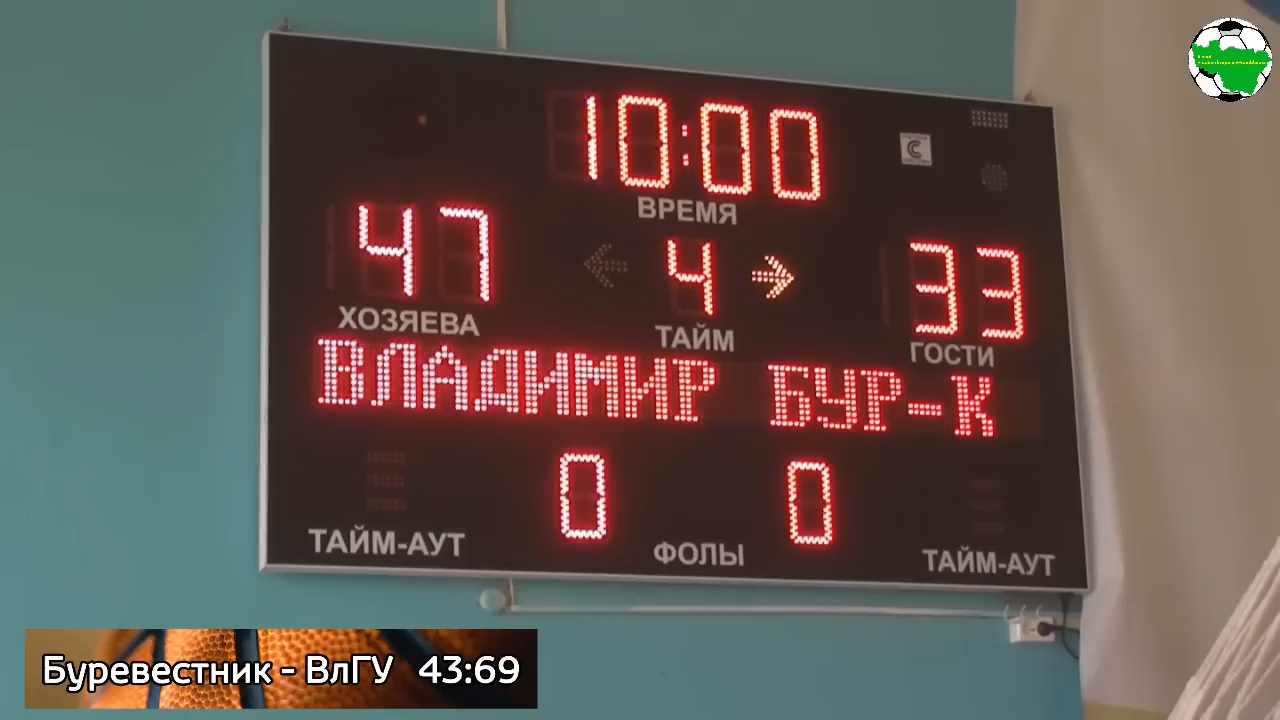 10:00
ВРЕМЯ
47 4 33
ХОЗЯЕВА ТАЙМ ГОСТИ
ВЛАДИМИР БУР-К
0 0
ТАЙМ-АУТ ФОЛЫ ТАЙМ-АУТ
Буревестник - ВлГУ 43:69